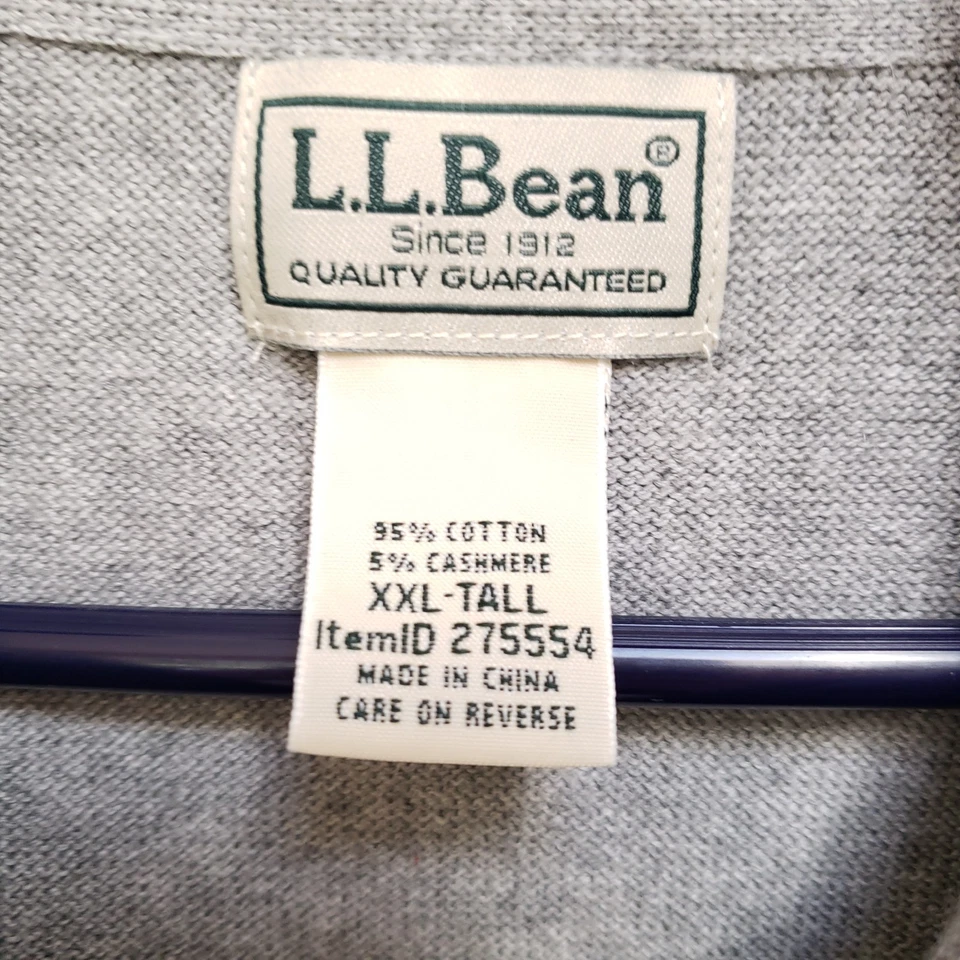 L.L.Bean®
Since 1912
QUALITY GUARANTEED
95% COTTON
5% CASHMERE
XXL-TALL
ItemID 275554
MADE IN CHINA
CARE ON REVERSE